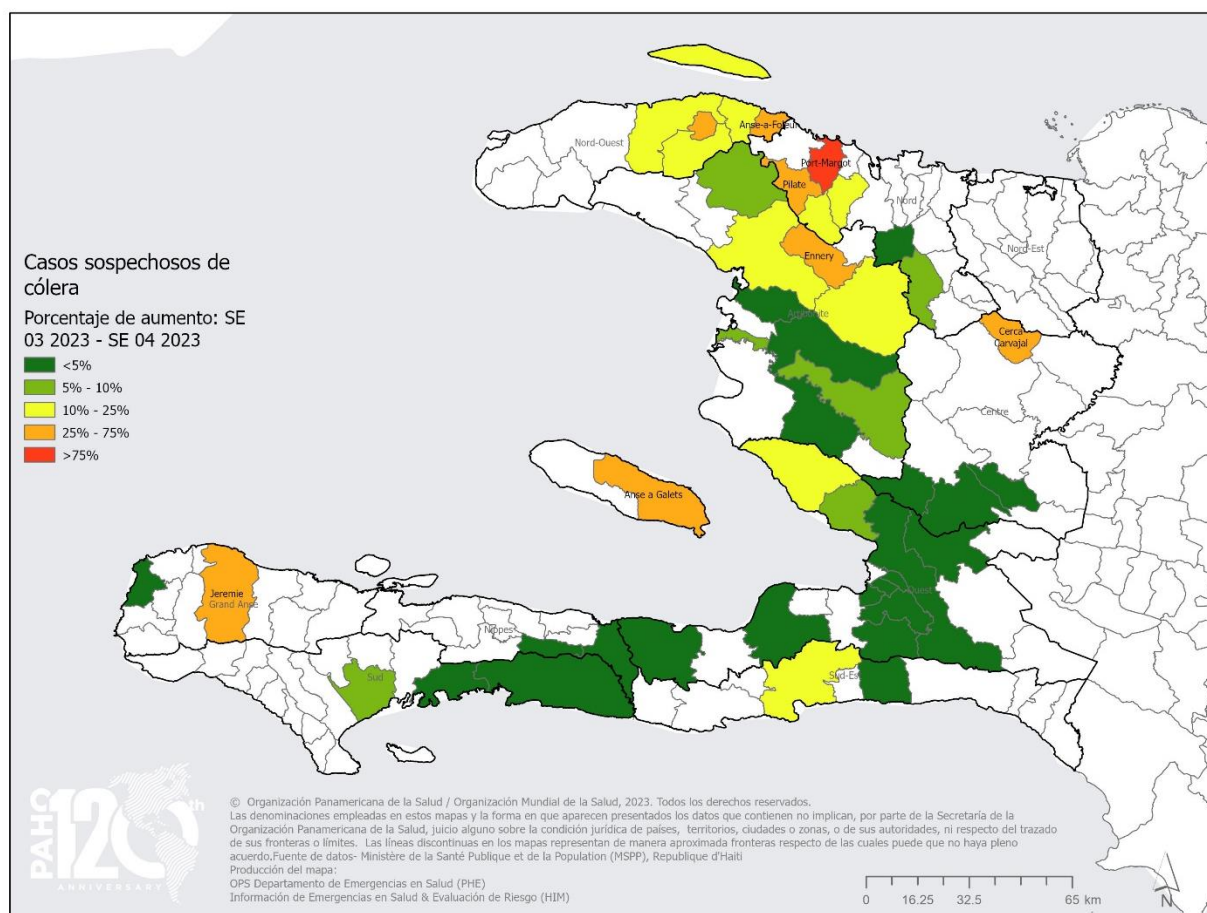 Anse-a-Foleur
Nord-Ouest
Port-Margot
Pilate
Nord
Nord-Est
Ennery
Casos sospechosos de
cólera
Porcentaje de aumento: SE
03 2023 - SE 04 2023
<5%
5% - 10%
10% - 25%
25% - 75%
>75%
Artibonite
Cerca
Carvajal
Centre
Anse a Galets
Jeremie
Grand Anse
Ouest
Nippes
Sud
Sud-Est
PAHO
120th
ANNIVERSARY
© Organización Panamericana de la Salud / Organización Mundial de la Salud, 2023. Todos los derechos reservados.
Las denominaciones empleadas en estos mapas y la forma en que aparecen presentados los datos que contienen no implican, por parte de la Secretaría de la
Organización Panamericana de la Salud, juicio alguno sobre la condición jurídica de países, territorios, ciudades o zonas, o de sus autoridades, ni respecto del trazado
de sus fronteras o límites. Las líneas discontinuas en los mapas representan de manera aproximada fronteras respecto de las cuales puede que no haya pleno
acuerdo.Fuente de datos- Ministère de la Santé Publique et de la Population (MSPP), Republique d'Haiti
Producción del mapa:
OPS Departamento de Emergencias en Salud (PHE)
Información de Emergencias en Salud & Evaluación de Riesgo (HIM)
0 16.25 32.5 65 km
N